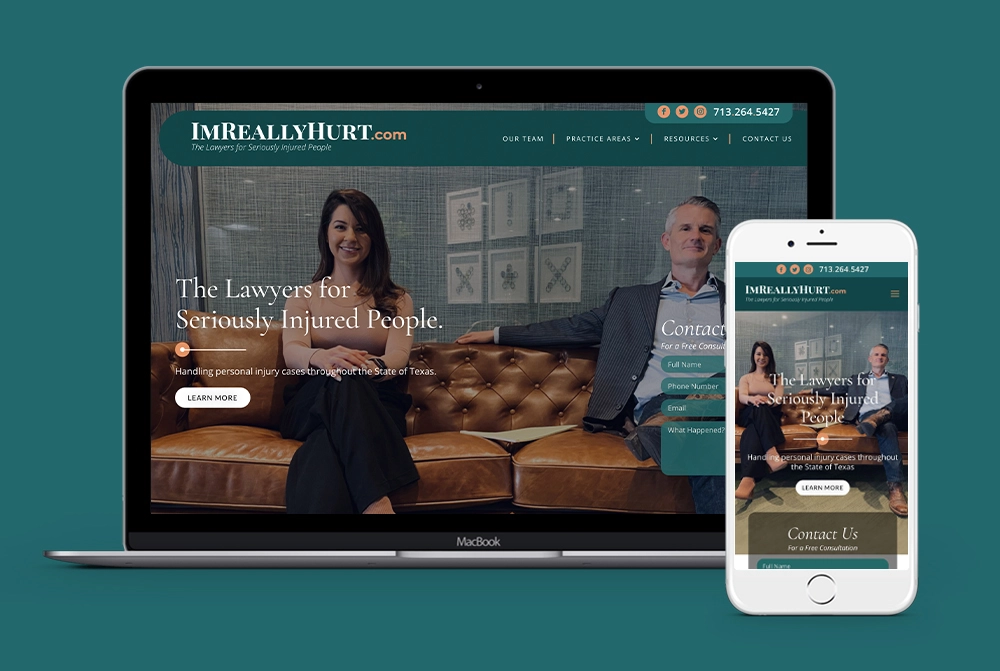 713.264.5427
IMREALLYHURT.com
The Lawyers for Seriously Injured People
OUR TEAM | PRACTICE AREAS | RESOURCES | CONTACT US
The Lawyers for
Seriously Injured People.
Handling personal injury cases throughout the State of Texas.
LEARN MORE
Contact
For a Free Consult
Full Name
Phone Number
Email
What Happened?
MacBook
713.264.5427
IMREALLYHURT.com
The Lawyers for Seriously Injured People
The Lawyers for
Seriously Injured
People
Handling personal injury cases throughout
the State of Texas
LEARN MORE
Contact Us
For a Free Consultation
Full Name